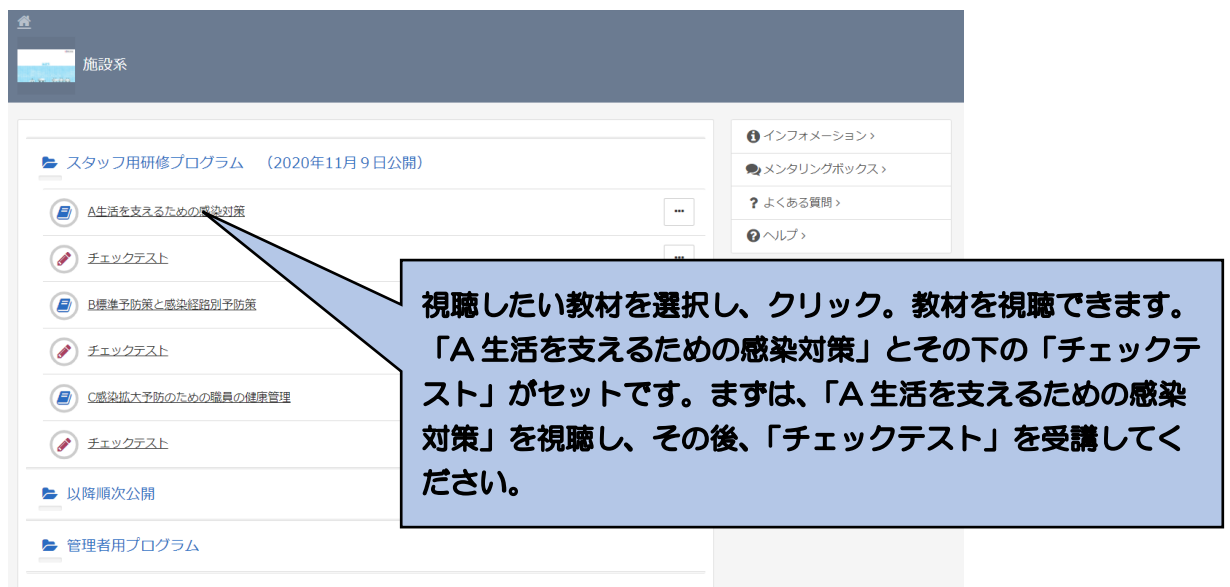 施設系
スタッフ用研修プログラム （2020年11月9日公開）
A生活を支えるための感染対策
チェックテスト
B標準予防策と感染経路別予防策
チェックテスト
C感染拡大予防のための職員の健康管理
チェックテスト
以降順次公開
管理者用プログラム
インフォメーション
メンタリングボックス
? よくある質問
ヘルプ
視聴したい教材を選択し、クリック。教材を視聴できます。
「A 生活を支えるための感染対策」とその下の「チェックテ
スト」がセットです。まずは、「A 生活を支えるための感染
対策」を視聴し、その後、「チェックテスト」を受講してく
ださい。